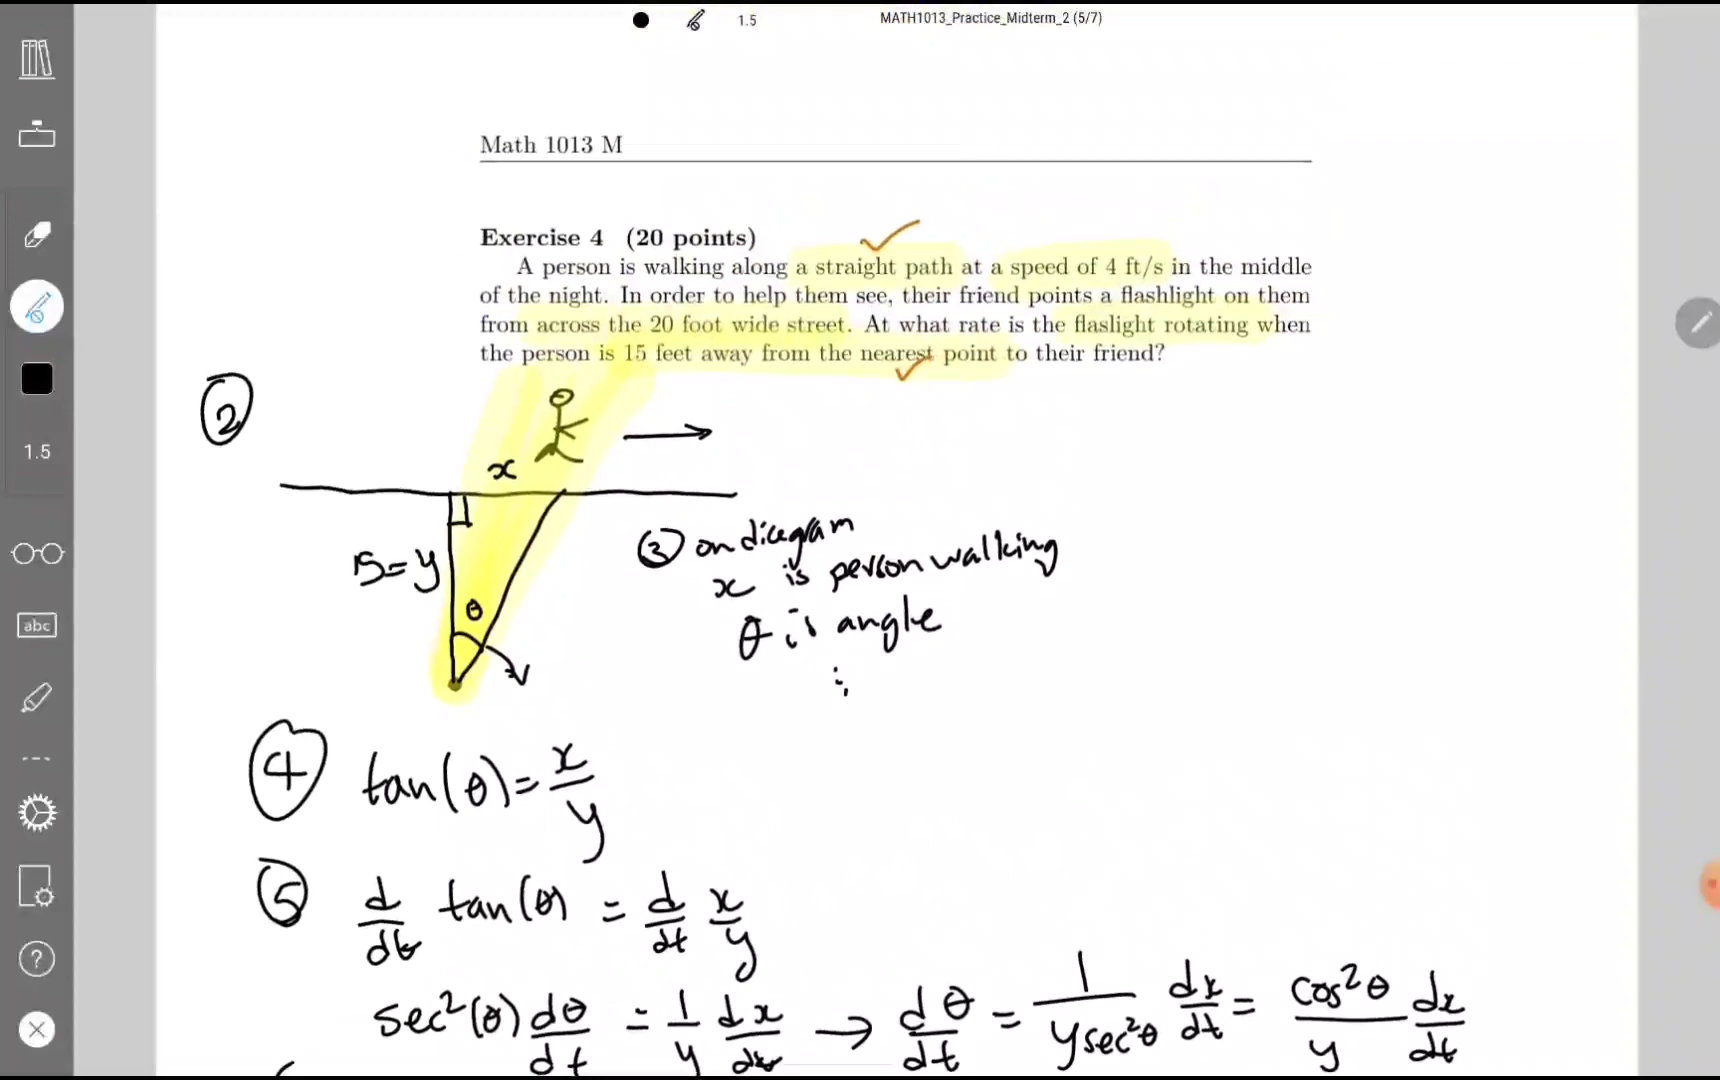 1.5 MATH1013_Practice_Midterm_2 (5/7)
Math 1013 M
Exercise 4 (20 points)
A person is walking along a straight path at a speed of 4 ft/s in the middle
of the night. In order to help them see, their friend points a flashlight on them
from across the 20 foot wide street. At what rate is the flaslight rotating when
the person is 15 feet away from the nearest point to their friend?
1.5
abc
②
x
15=y
θ
③ on diagram
x is person walking
θ is angle
④ tan(θ)=x/y
⑤ d/dt tan(θ) = d/dt x/y
sec²(θ) dθ/dt = 1/y dx/dt → dθ/dt = 1/(y sec²θ) dx/dt = cos²θ/y dx/dt